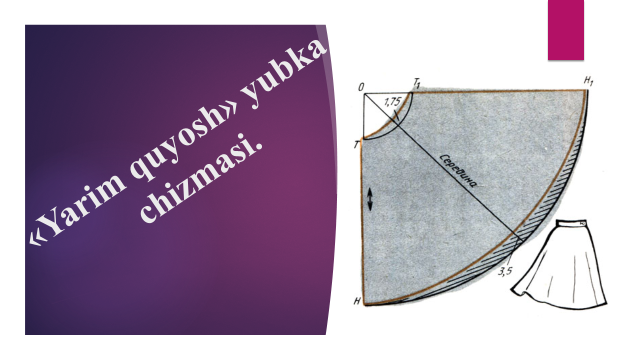 «Yarim quyosh» yubka
chizmasi.
O
T₁
H₁
1,75
T
Середина
3,5
H